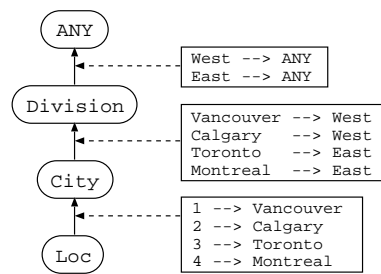 ANY
West --> ANY
East --> ANY
Division
Vancouver --> West
Calgary --> West
Toronto --> East
Montreal --> East
City
1 --> Vancouver
2 --> Calgary
3 --> Toronto
4 --> Montreal
Loc